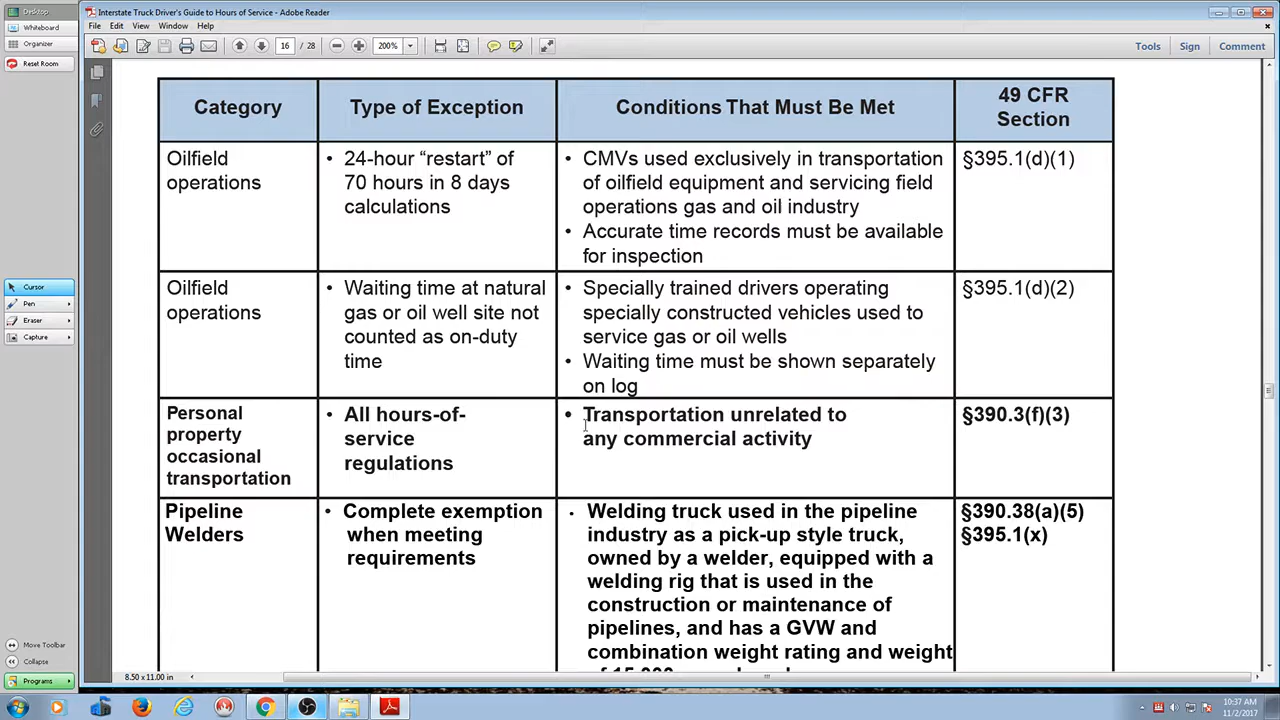 Desktop
Whiteboard
Organizer
Reset Room
Cursor
Pen
Eraser
Capture
Move Toolbar
Collapse
Programs
Interstate Truck Driver's Guide to Hours of Service - Adobe Reader
File Edit View Window Help
16 / 28 200%
Tools Sign Comment
Category
Type of Exception
Conditions That Must Be Met
49 CFR
Section
Oilfield
operations
• 24-hour “restart” of
70 hours in 8 days
calculations
• CMVs used exclusively in transportation
of oilfield equipment and servicing field
operations gas and oil industry
• Accurate time records must be available
for inspection
§395.1(d)(1)
Oilfield
operations
• Waiting time at natural
gas or oil well site not
counted as on-duty
time
• Specially trained drivers operating
specially constructed vehicles used to
service gas or oil wells
• Waiting time must be shown separately
on log
§395.1(d)(2)
Personal
property
occasional
transportation
• All hours-of-
service
regulations
• Transportation unrelated to
any commercial activity
§390.3(f)(3)
Pipeline
Welders
• Complete exemption
when meeting
requirements
• Welding truck used in the pipeline
industry as a pick-up style truck,
owned by a welder, equipped with a
welding rig that is used in the
construction or maintenance of
pipelines, and has a GVW and
combination weight rating and weight
§390.38(a)(5)
§395.1(x)
8.50 x 11.00 in
10:37 AM
11/2/2017